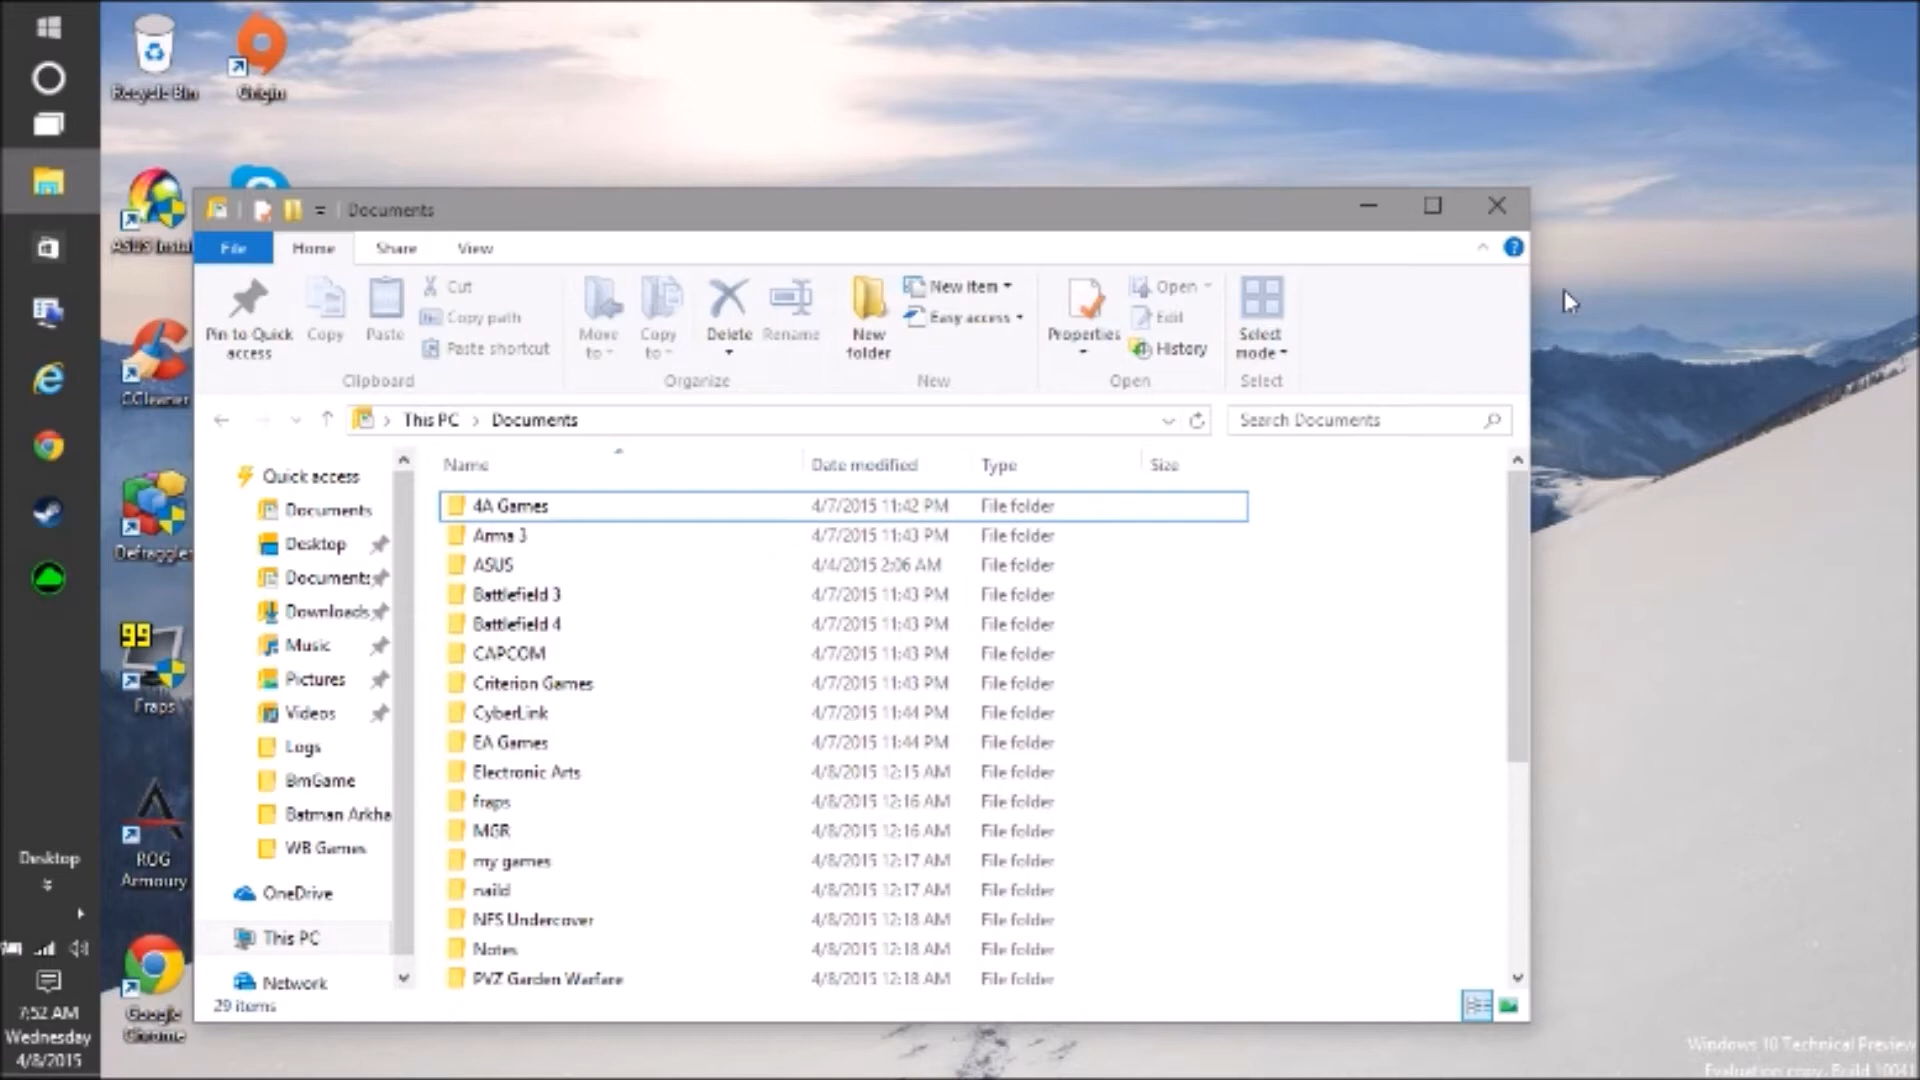 Recycle Bin
Origin
ASUS Install
CCleaner
Defraggler
99
Fraps
ROG
Armoury
Google
Chrome
Desktop
7:52 AM
Wednesday
4/8/2015
Documents
File Home Share View
Pin to Quick
access
Copy
Paste
Cut
Copy path
Paste shortcut
Clipboard
Move
to
Copy
to
Delete
Rename
Organize
New
folder
New item
Easy access
New
Properties
Open
Edit
History
Open
Select
mode
Select
This PC > Documents
Search Documents
Quick access
Documents
Desktop
Documents
Downloads
Music
Pictures
Videos
Logs
BmGame
Batman Arkha
WB Games
OneDrive
This PC
Network
29 items
Name Date modified Type Size
4A Games 4/7/2015 11:42 PM File folder
Arma 3 4/7/2015 11:43 PM File folder
ASUS 4/4/2015 2:06 AM File folder
Battlefield 3 4/7/2015 11:43 PM File folder
Battlefield 4 4/7/2015 11:43 PM File folder
CAPCOM 4/7/2015 11:43 PM File folder
Criterion Games 4/7/2015 11:43 PM File folder
CyberLink 4/7/2015 11:44 PM File folder
EA Games 4/7/2015 11:44 PM File folder
Electronic Arts 4/8/2015 12:15 AM File folder
fraps 4/8/2015 12:16 AM File folder
MGR 4/8/2015 12:16 AM File folder
my games 4/8/2015 12:17 AM File folder
naild 4/8/2015 12:17 AM File folder
NFS Undercover 4/8/2015 12:18 AM File folder
Notes 4/8/2015 12:18 AM File folder
PVZ Garden Warfare 4/8/2015 12:18 AM File folder
Windows 10 Technical Preview
Evaluation copy. Build 10041